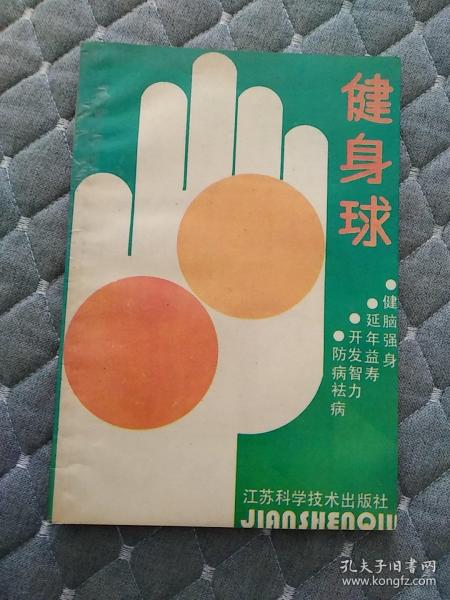 健身球
●健脑强身
●延年益寿
●开发智力
●防病祛病
江苏科学技术出版社
JIANSHENQIU
孔夫子旧书网
www.kongfz.com